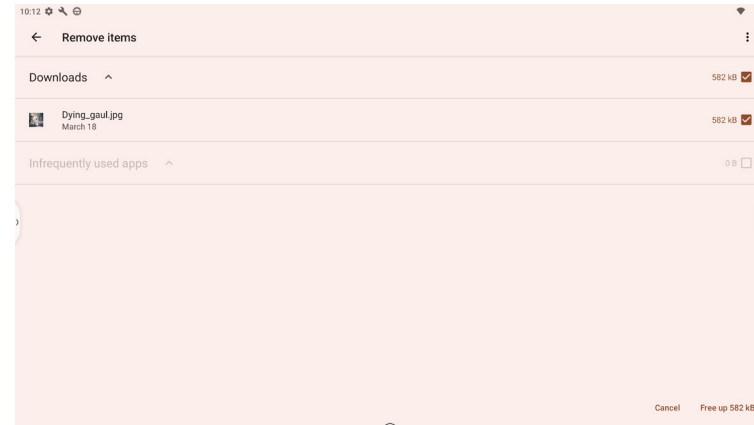 10:12
Remove items
Downloads
582 kB
Dying_gaul.jpg
March 18
582 kB
Infrequently used apps
0 B
Cancel
Free up 582 kB